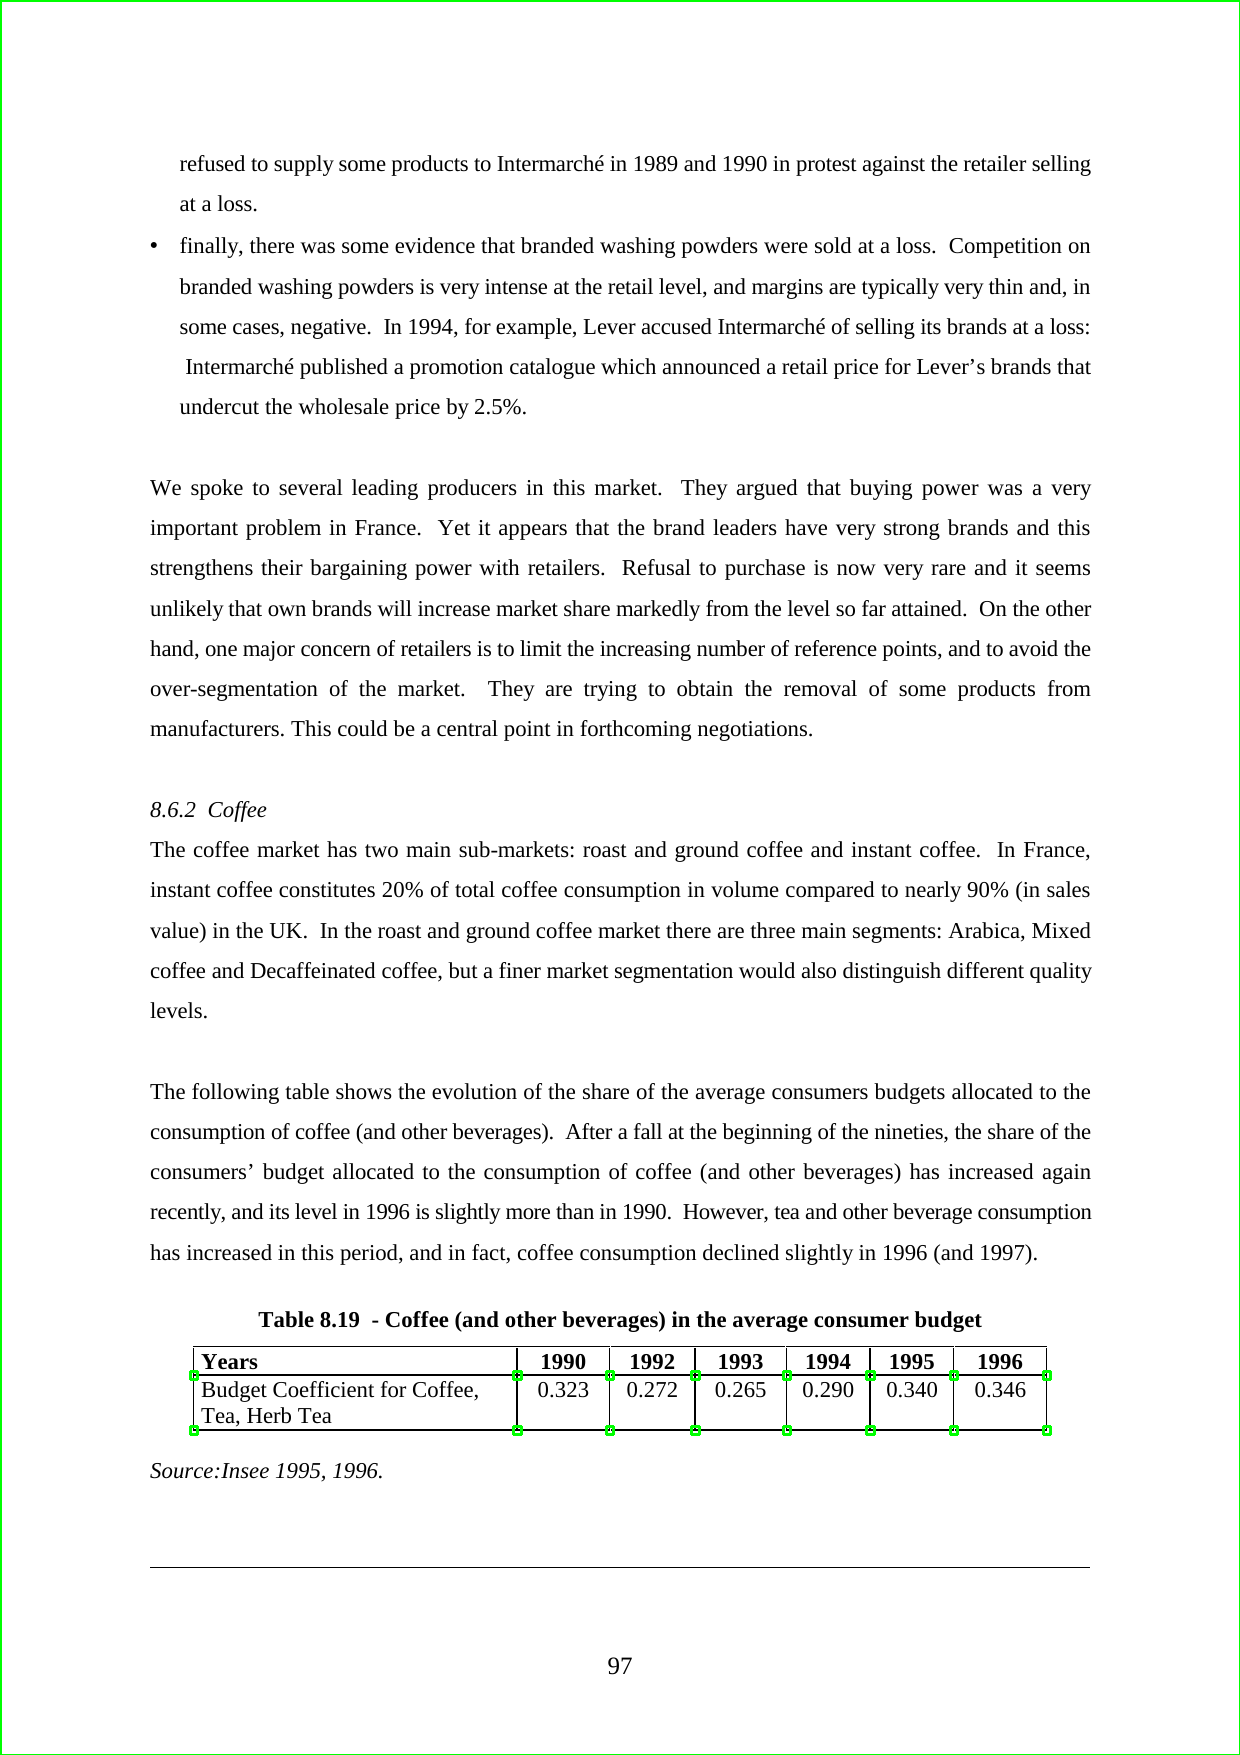 refused to supply some products to Intermarché in 1989 and 1990 in protest against the retailer selling
at a loss.
• finally, there was some evidence that branded washing powders were sold at a loss.  Competition on
branded washing powders is very intense at the retail level, and margins are typically very thin and, in
some cases, negative.  In 1994, for example, Lever accused Intermarché of selling its brands at a loss:
Intermarché published a promotion catalogue which announced a retail price for Lever’s brands that
undercut the wholesale price by 2.5%.
We spoke to several leading producers in this market.  They argued that buying power was a very
important problem in France.  Yet it appears that the brand leaders have very strong brands and this
strengthens their bargaining power with retailers.  Refusal to purchase is now very rare and it seems
unlikely that own brands will increase market share markedly from the level so far attained.  On the other
hand, one major concern of retailers is to limit the increasing number of reference points, and to avoid the
over-segmentation of the market.  They are trying to obtain the removal of some products from
manufacturers. This could be a central point in forthcoming negotiations.
8.6.2  Coffee
The coffee market has two main sub-markets: roast and ground coffee and instant coffee.  In France,
instant coffee constitutes 20% of total coffee consumption in volume compared to nearly 90% (in sales
value) in the UK.  In the roast and ground coffee market there are three main segments: Arabica, Mixed
coffee and Decaffeinated coffee, but a finer market segmentation would also distinguish different quality
levels.
The following table shows the evolution of the share of the average consumers budgets allocated to the
consumption of coffee (and other beverages).  After a fall at the beginning of the nineties, the share of the
consumers’ budget allocated to the consumption of coffee (and other beverages) has increased again
recently, and its level in 1996 is slightly more than in 1990.  However, tea and other beverage consumption
has increased in this period, and in fact, coffee consumption declined slightly in 1996 (and 1997).
Table 8.19  - Coffee (and other beverages) in the average consumer budget
Years 1990 1992 1993 1994 1995 1996
Budget Coefficient for Coffee, 0.323 0.272 0.265 0.290 0.340 0.346
Tea, Herb Tea
Source:Insee 1995, 1996.
97